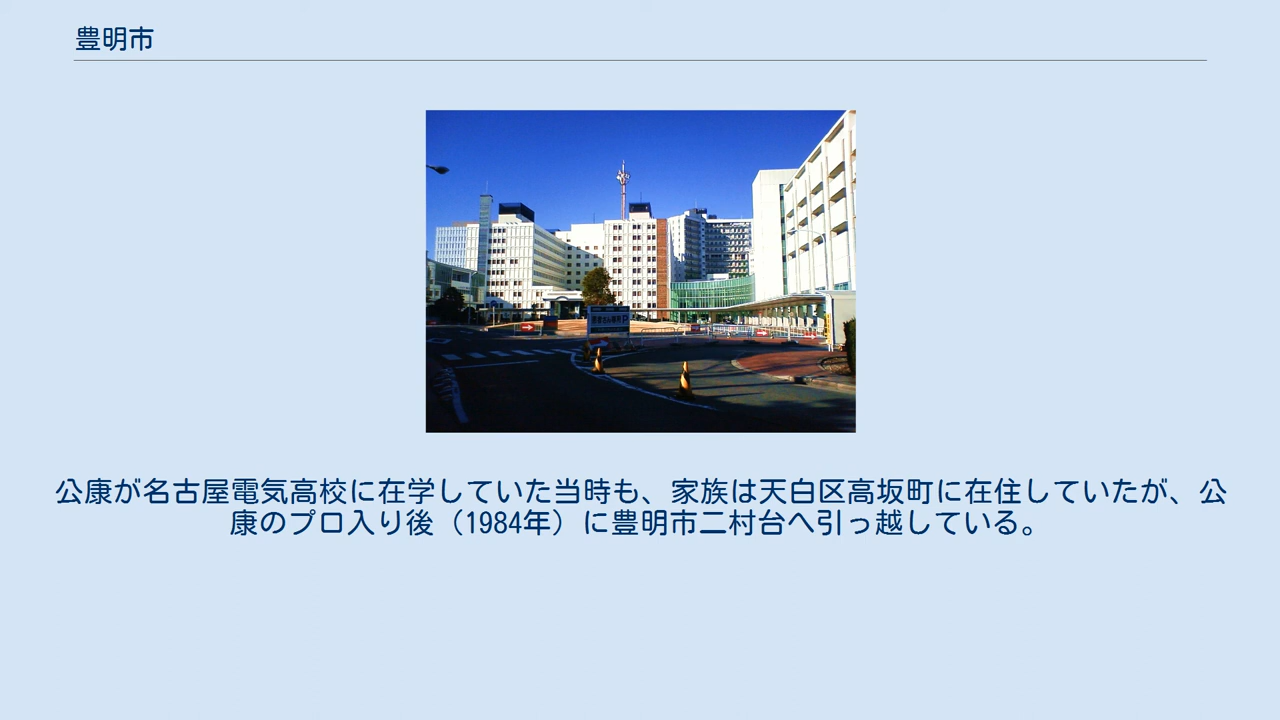 豊明市
公康が名古屋電気高校に在学していた当時も、家族は天白区高坂町に在住していたが、公
康のプロ入り後（1984年）に豊明市二村台へ引っ越している。